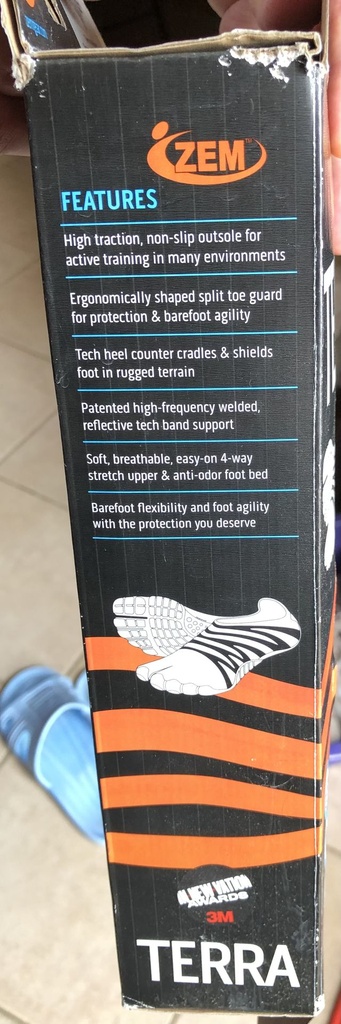 ZEM™
FEATURES
High traction, non-slip outsole for
active training in many environments
Ergonomically shaped split toe guard
for protection & barefoot agility
Tech heel counter cradles & shields
foot in rugged terrain
Patented high-frequency welded,
reflective tech band support
Soft, breathable, easy-on 4-way
stretch upper & anti-odor foot bed
Barefoot flexibility and foot agility
with the protection you deserve
AWARDS
3M
TERRA